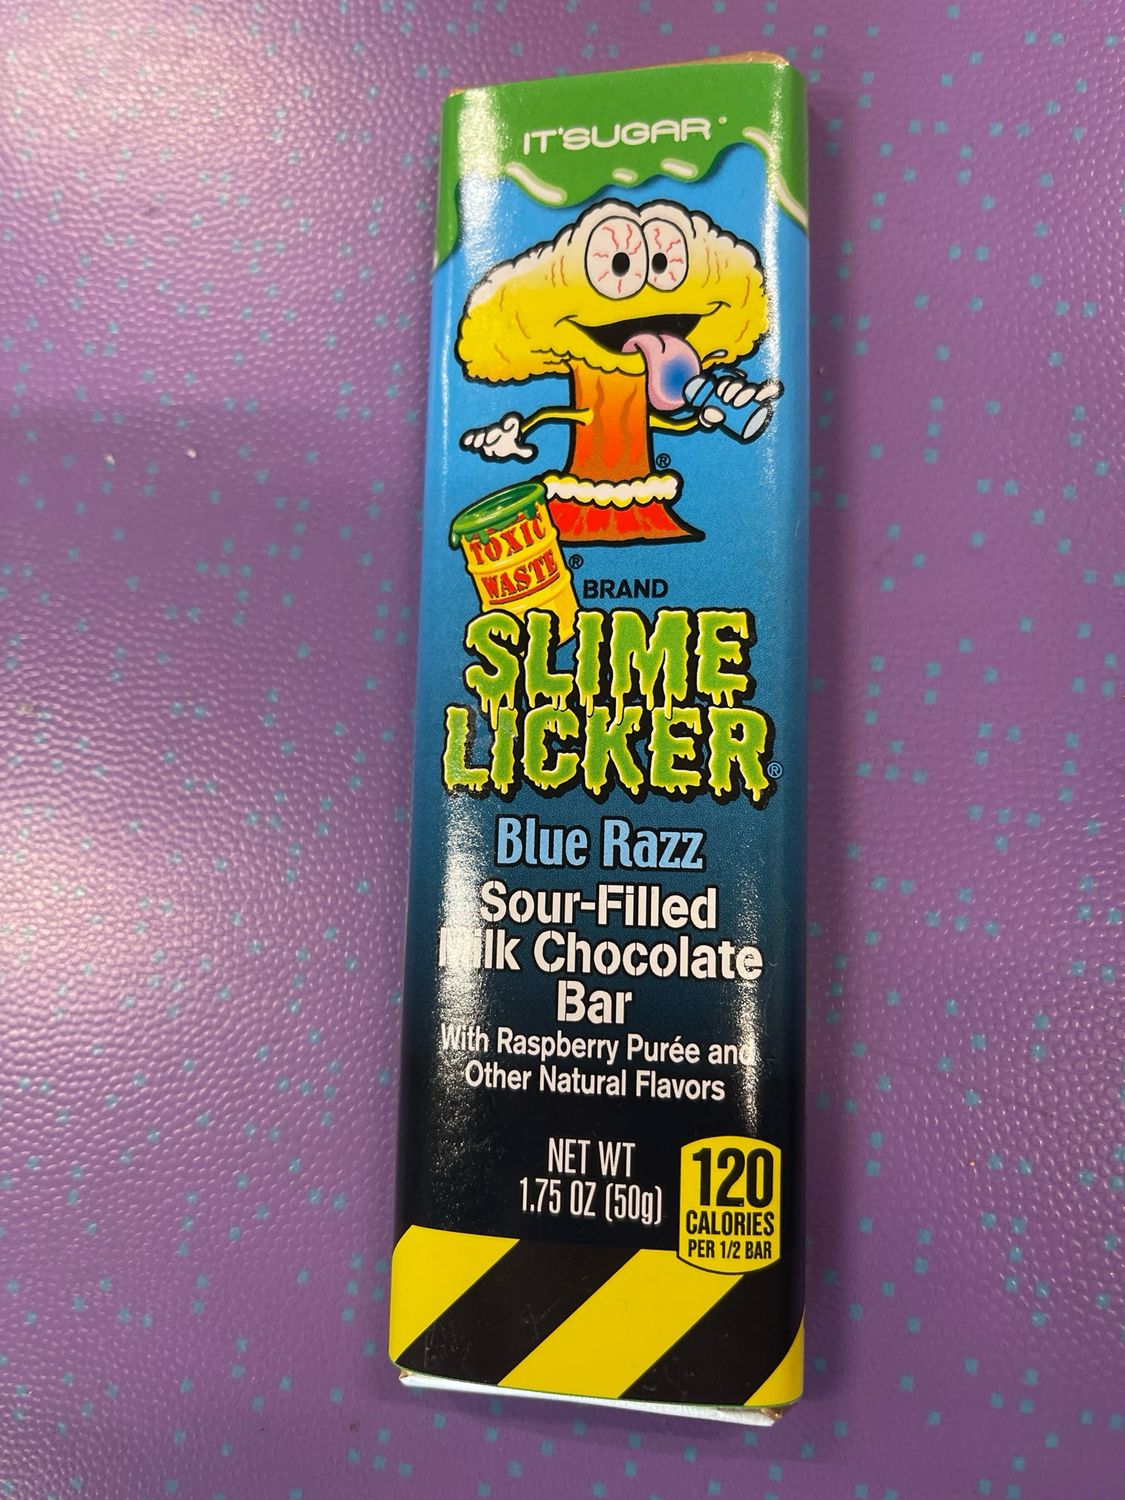 IT'SUGAR
®
TOXIC
WASTE
®
BRAND
SLIME
LICKER
®
Blue Razz
Sour-Filled
Milk Chocolate
Bar
With Raspberry Purée and
Other Natural Flavors
NET WT
1.75 OZ (50g)
120
CALORIES
PER 1/2 BAR